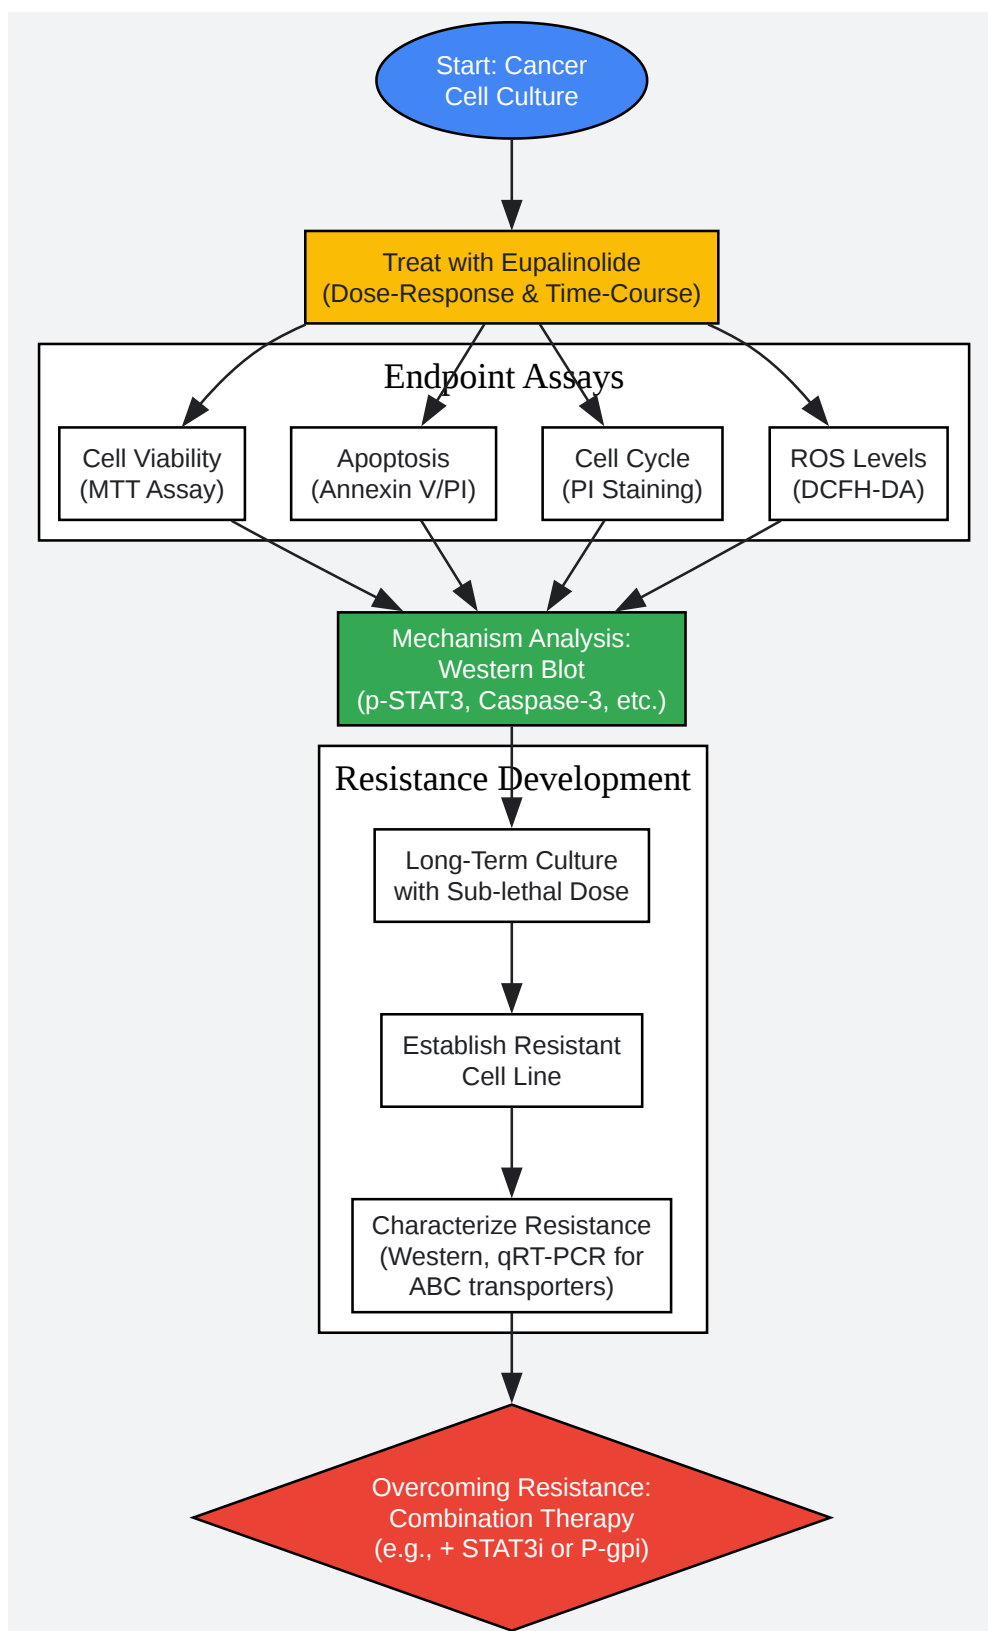 Start: Cancer
Cell Culture
Treat with Eupalinolide
(Dose-Response & Time-Course)
Endpoint Assays
Cell Viability
(MTT Assay)
Apoptosis
(Annexin V/PI)
Cell Cycle
(PI Staining)
ROS Levels
(DCFH-DA)
Mechanism Analysis:
Western Blot
(p-STAT3, Caspase-3, etc.)
Resistance Development
Long-Term Culture
with Sub-lethal Dose
Establish Resistant
Cell Line
Characterize Resistance
(Western, qRT-PCR for
ABC transporters)
Overcoming Resistance:
Combination Therapy
(e.g., + STAT3i or P-gpi)